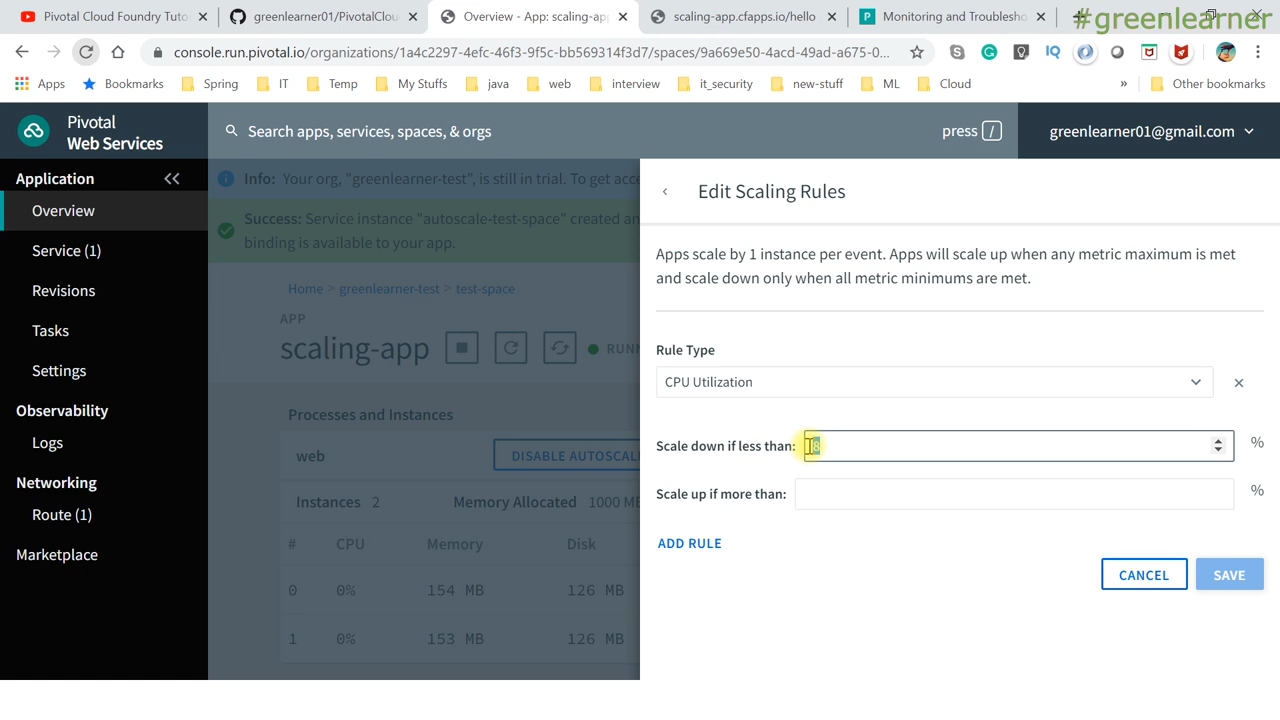 Pivotal Cloud Foundry Tuto
greenlearner01/PivotalClou
Overview - App: scaling-app
scaling-app.cfapps.io/hello
Monitoring and Troublesho
#greenlearner
console.run.pivotal.io/organizations/1a4c2297-4efc-46f3-9f5c-bb569314f3d7/spaces/9a669e50-4acd-49ad-a675-0...
Apps
Bookmarks
Spring
IT
Temp
My Stuffs
java
web
interview
it_security
new-stuff
ML
Cloud
»
Other bookmarks
Pivotal
Web Services
Search apps, services, spaces, & orgs
press /
greenlearner01@gmail.com
Application
Overview
Service (1)
Revisions
Tasks
Settings
Observability
Logs
Networking
Route (1)
Marketplace
Info: Your org, "greenlearner-test", is still in trial. To get acce
Success: Service instance "autoscale-test-space" created an
binding is available to your app.
Home > greenlearner-test > test-space
APP
scaling-app
RUNN
Processes and Instances
web
DISABLE AUTOSCAL
Instances 2 Memory Allocated 1000 MB
# CPU Memory Disk
0 0% 154 MB 126 MB
1 0% 153 MB 126 MB
Edit Scaling Rules
Apps scale by 1 instance per event. Apps will scale up when any metric maximum is met
and scale down only when all metric minimums are met.
Rule Type
CPU Utilization
Scale down if less than: %
Scale up if more than: %
ADD RULE
CANCEL
SAVE